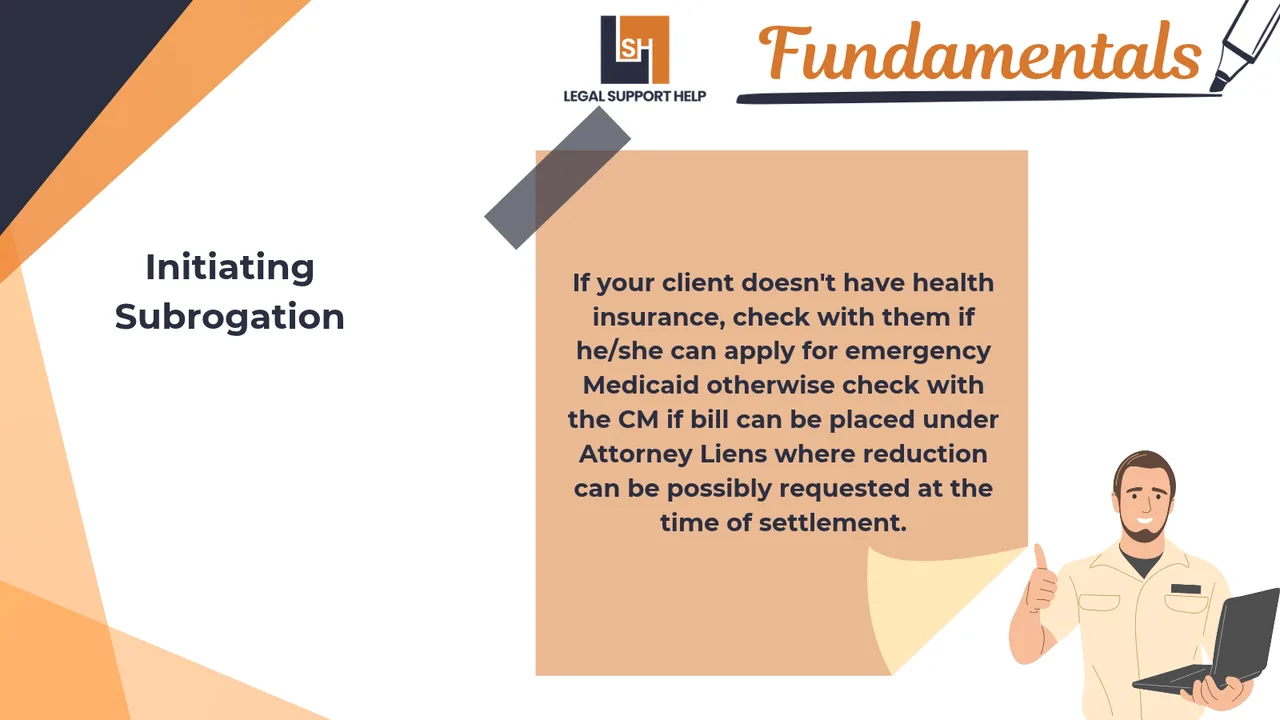 SH
LEGAL SUPPORT HELP
Fundamentals
Initiating
Subrogation
If your client doesn't have health
insurance, check with them if
he/she can apply for emergency
Medicaid otherwise check with
the CM if bill can be placed under
Attorney Liens where reduction
can be possibly requested at the
time of settlement.